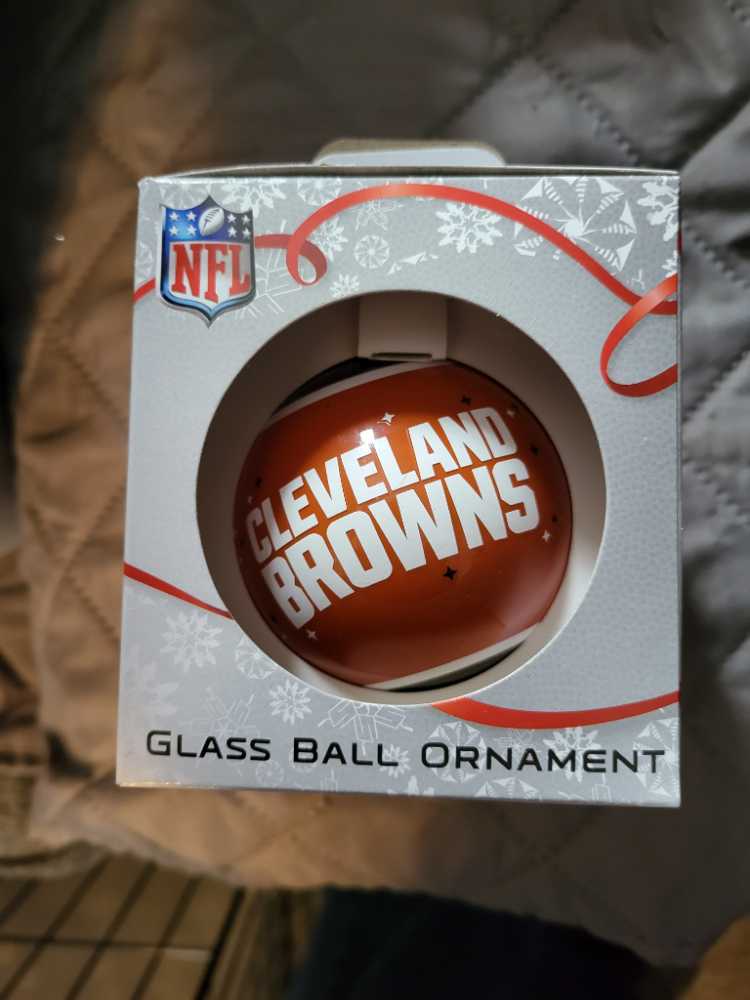 NFL
CLEVELAND
BROWNS
GLASS BALL ORNAMENT